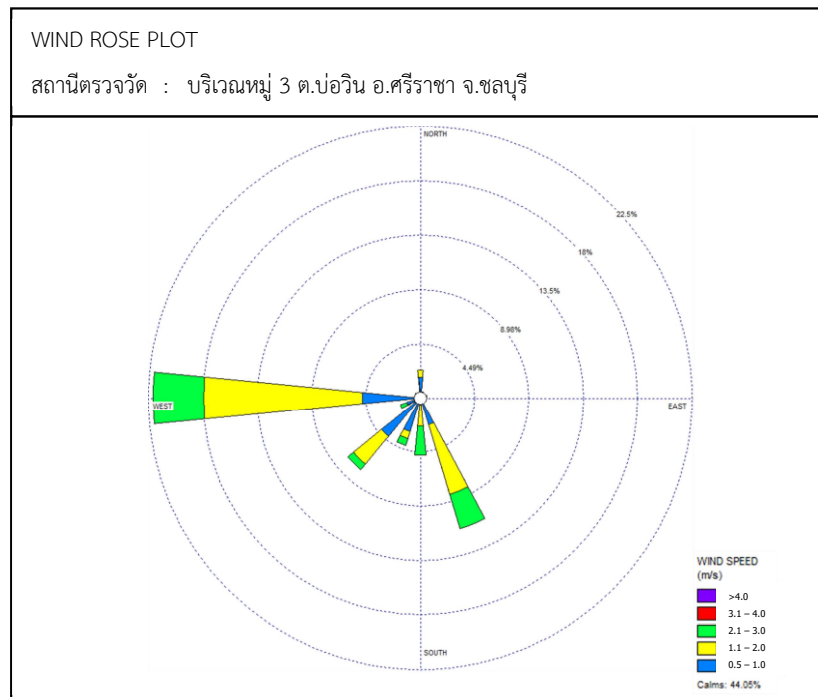 WIND ROSE PLOT
สถานีตรวจวัด : บริเวณหมู่ 3 ต.บ่อวิน อ.ศรีราชา จ.ชลบุรี
NORTH
22.5%
18%
13.5%
8.98%
4.49%
WEST
EAST
SOUTH
WIND SPEED
(m/s)
>4.0
3.1 – 4.0
2.1 – 3.0
1.1 – 2.0
0.5 – 1.0
Calms: 44.05%